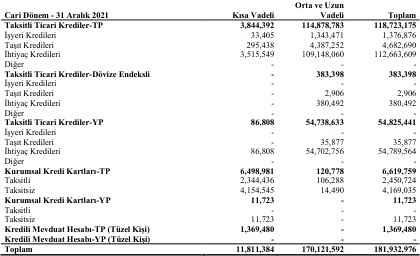 Orta ve Uzun
Cari Dönem - 31 Aralık 2021 Kısa Vadeli Vadeli Toplam
Taksitli Ticari Krediler-TP 3,844,392 114,878,783 118,723,175
İşyeri Kredileri 33,405 1,343,471 1,376,876
Taşıt Kredileri 295,438 4,387,252 4,682,690
İhtiyaç Kredileri 3,515,549 109,148,060 112,663,609
Diğer - - -
Taksitli Ticari Krediler-Dövize Endeksli - 383,398 383,398
İşyeri Kredileri - - -
Taşıt Kredileri - 2,906 2,906
İhtiyaç Kredileri - 380,492 380,492
Diğer - - -
Taksitli Ticari Krediler-YP 86,808 54,738,633 54,825,441
İşyeri Kredileri - - -
Taşıt Kredileri - 35,877 35,877
İhtiyaç Kredileri 86,808 54,702,756 54,789,564
Diğer - - -
Kurumsal Kredi Kartları-TP 6,498,981 120,778 6,619,759
Taksitli 2,344,436 106,288 2,450,724
Taksitsiz 4,154,545 14,490 4,169,035
Kurumsal Kredi Kartları-YP 11,723 - 11,723
Taksitli - - -
Taksitsiz 11,723 - 11,723
Kredili Mevduat Hesabı-TP (Tüzel Kişi) 1,369,480 - 1,369,480
Kredili Mevduat Hesabı-YP (Tüzel Kişi) - - -
Toplam 11,811,384 170,121,592 181,932,976